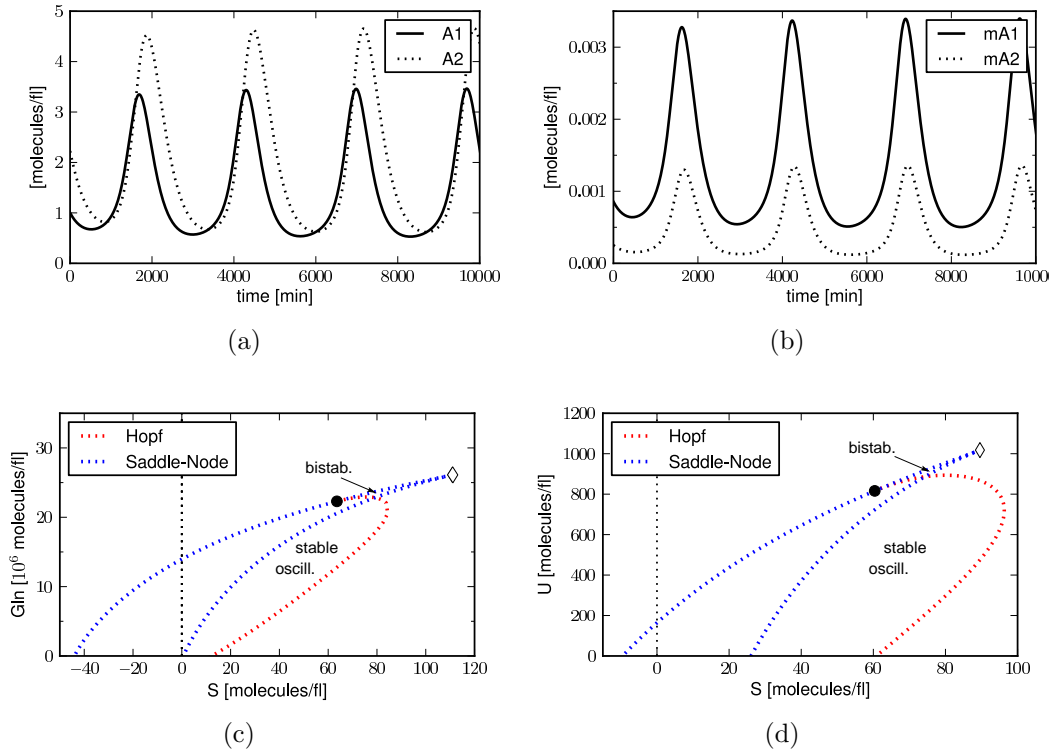 5
4
3
2
1
0
[molecules/fl]
A1
A2
0 2000 4000 6000 8000 10000
time [min]
(a)
0.003
0.002
0.001
0.000
[molecules/fl]
mA1
mA2
0 2000 4000 6000 8000 10000
time [min]
(b)
30
20
10
0
Gln [10^6 molecules/fl]
Hopf
Saddle-Node
bistab.
stable
oscill.
−40 −20 0 20 40 60 80 100 120
S [molecules/fl]
(c)
1200
1000
800
600
400
200
0
U [molecules/fl]
Hopf
Saddle-Node
bistab.
stable
oscill.
0 20 40 60 80 100
S [molecules/fl]
(d)